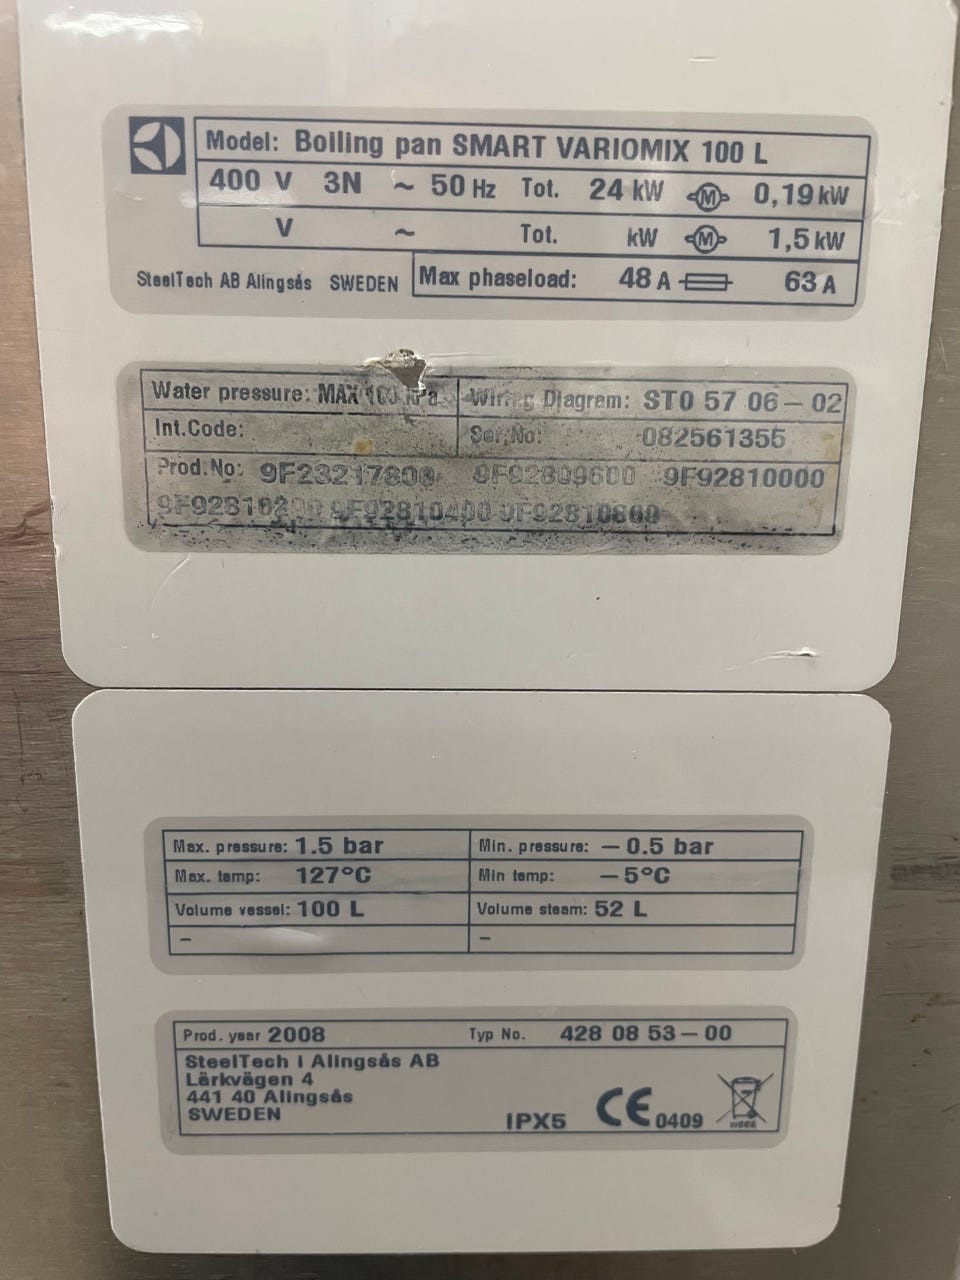 Model: Boiling pan SMART VARIOMIX 100 L
400 V 3N ~ 50 Hz Tot. 24 kW M 0,19 kW
V ~ Tot. kW M 1,5 kW
SteelTech AB Alingsås SWEDEN Max phaseload: 48 A 63 A
Water pressure: MAX kPa Wiring Diagram: STO 57 06 – 02
Int.Code: Ser.No: 082561355
Prod.No: 9F92810000
Max. pressure: 1.5 bar Min. pressure: – 0.5 bar
Max. temp: 127°C Min temp: – 5°C
Volume vessel: 100 L Volume steam: 52 L
– –
Prod. year 2008 Typ No. 428 08 53 – 00
SteelTech i Alingsås AB
Lärkvägen 4
441 40 Alingsås
SWEDEN
IPX5 CE 0409 WEEE